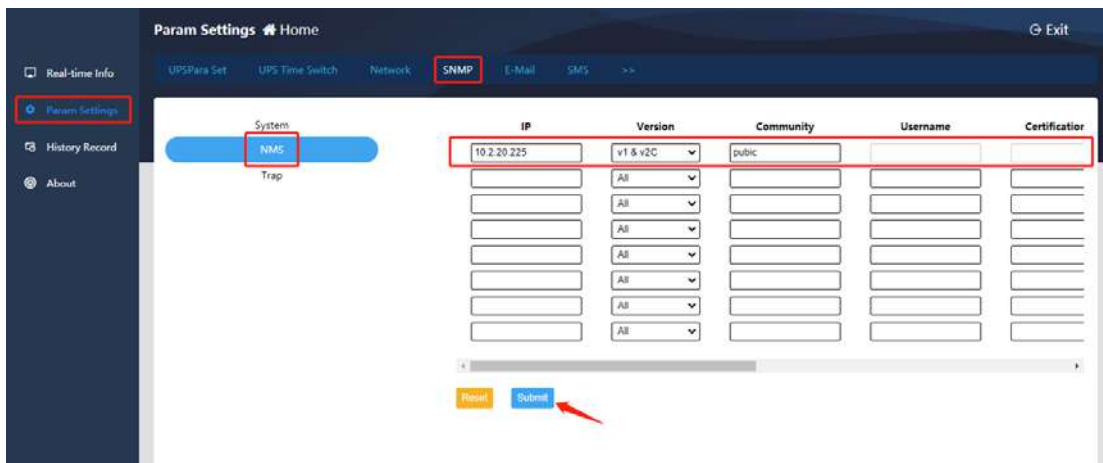 Param Settings Home
Exit
Real-time Info
Param Settings
History Record
About
UPSPara Set UPS Time Switch Network SNMP E-Mail SMS >>
System
NMS
Trap
IP Version Community Username Certification
10.2.20.225 v1 & v2C pubic
All
All
All
All
All
All
All
Reset Submit